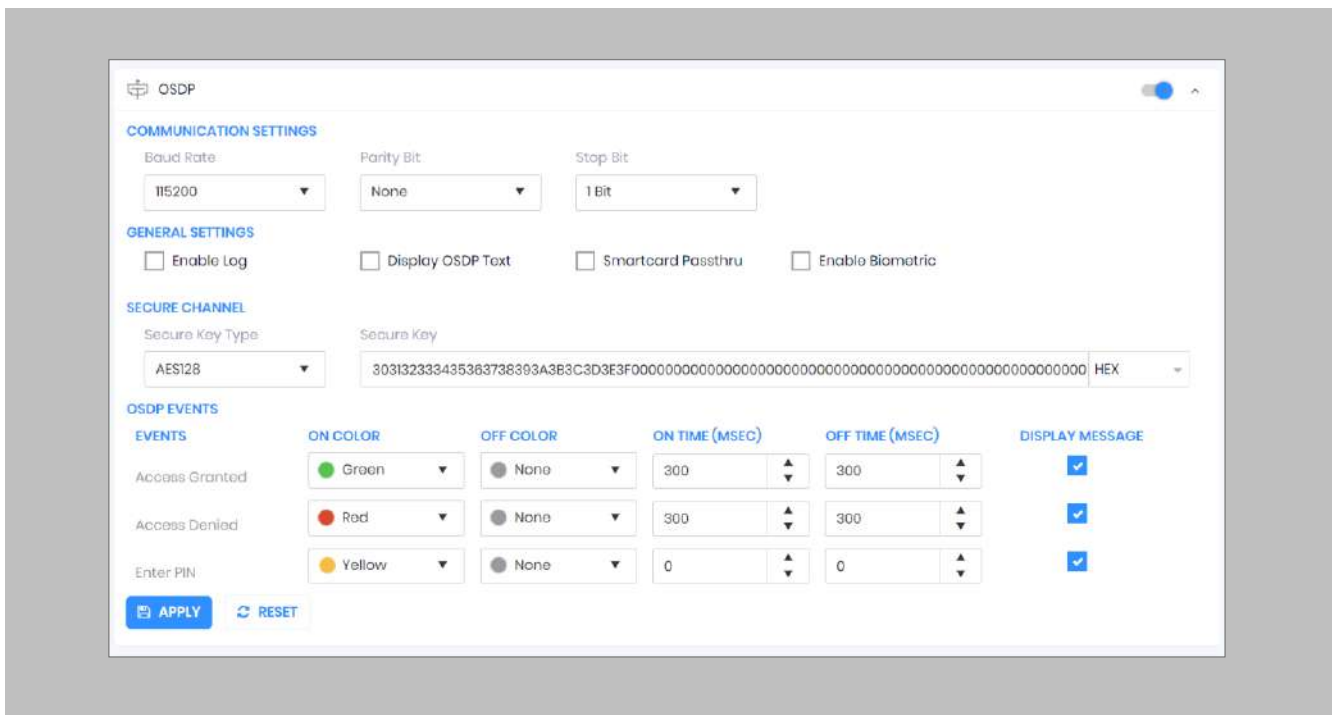 OSDP
COMMUNICATION SETTINGS
Baud Rate Parity Bit Stop Bit
115200 None 1 Bit
GENERAL SETTINGS
Enable Log Display OSDP Text Smartcard Passthru Enable Biometric
SECURE CHANNEL
Secure Key Type Secure Key
AES128 HEX
OSDP EVENTS
EVENTS ON COLOR OFF COLOR ON TIME (MSEC) OFF TIME (MSEC) DISPLAY MESSAGE
Access Granted Green None 300 300
Access Denied Red None 300 300
Enter PIN Yellow None 0 0
APPLY RESET